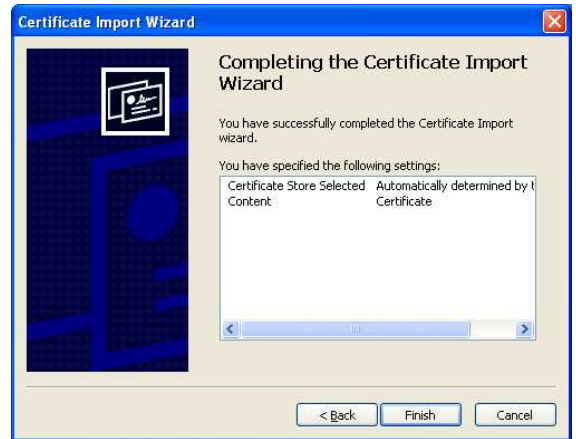 Certificate Import Wizard
Completing the Certificate Import
Wizard
You have successfully completed the Certificate Import
wizard.
You have specified the following settings:
Certificate Store Selected Automatically determined by t
Content Certificate
< Back Finish Cancel